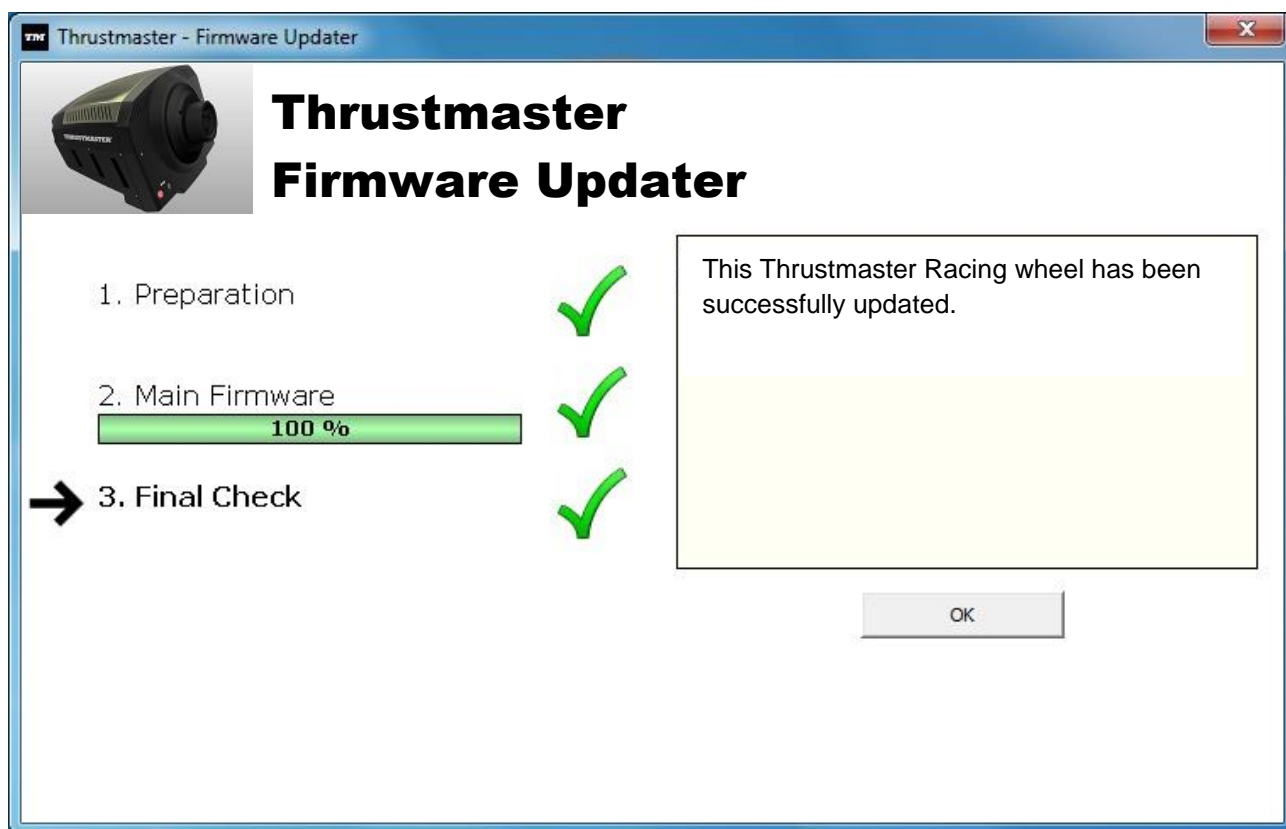 Thrustmaster - Firmware Updater
THRUSTMASTER
Thrustmaster
Firmware Updater
1. Preparation
2. Main Firmware
100 %
3. Final Check
This Thrustmaster Racing wheel has been
successfully updated.
OK